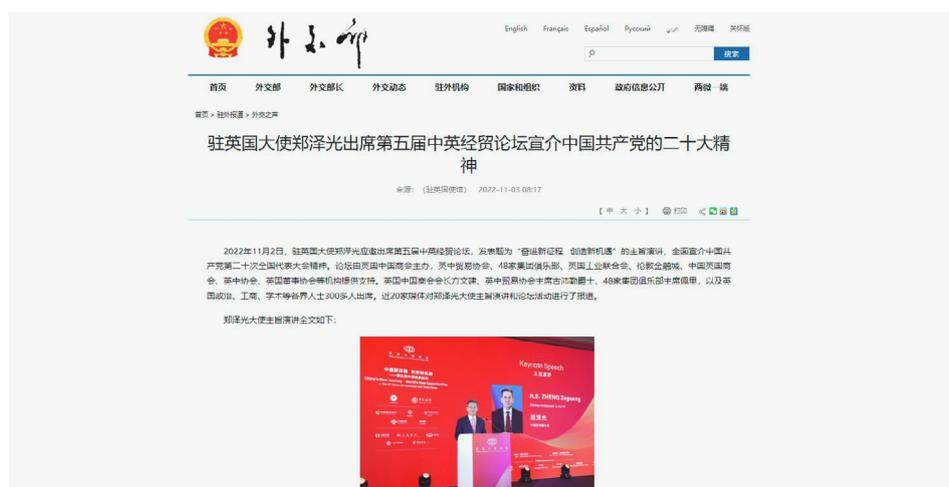 English Français Español Русский عربي 无障碍 关怀版
外交部
搜索
首页 外交部 外交部长 外交动态 驻外机构 国家和组织 资料 政府信息公开 两微一端
首页 > 驻外报道 > 外交之声
驻英国大使郑泽光出席第五届中英经贸论坛宣介中国共产党的二十大精
神
来源：（驻英国使馆） 2022-11-03 08:17
【 中 大 小 】 打印
2022年11月2日，驻英国大使郑泽光应邀出席第五届中英经贸论坛，发表题为“奋进新征程 创造新机遇”的主旨演讲，全面宣介中国共
产党第二十次全国代表大会精神。论坛由英国中国商会主办，英中贸易协会、48家集团俱乐部、英国工业联合会、伦敦金融城、中国英国商
会、英中协会、英国董事协会等机构提供支持。英国中国商会会长方文建、英中贸易协会主席古沛勤爵士、48家集团俱乐部主席佩里，以及英
国政治、工商、学术等各界人士300多人出席。近20家媒体对郑泽光大使主旨演讲和论坛活动进行了报道。
郑泽光大使主旨演讲全文如下：
Keynote Speech
主旨演讲
China's New Journey World's New Opportunities
H.E. ZHENG Zeguang
郑泽光